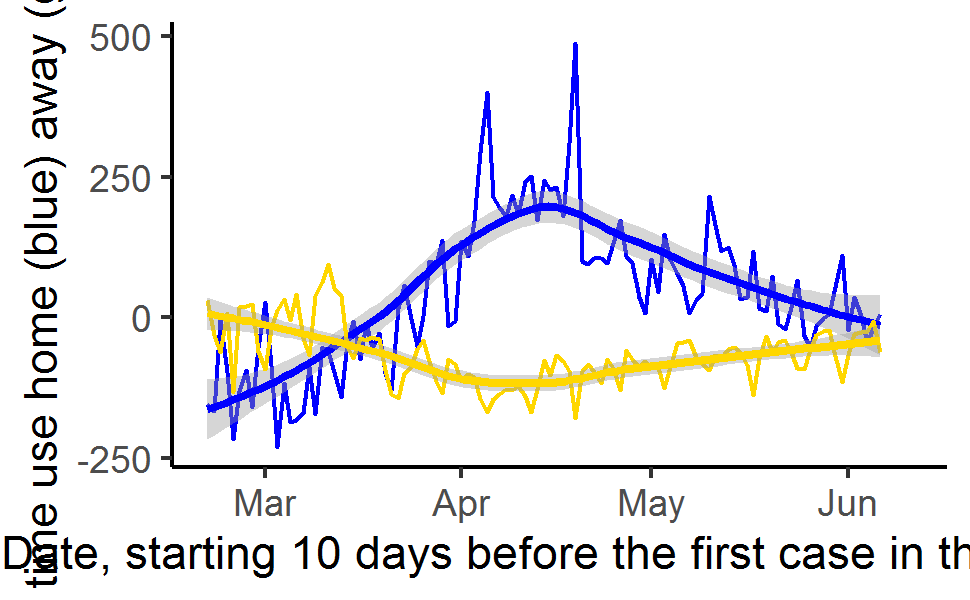 time use home (blue) away (
500
250
0
-250
Mar Apr May Jun
Date, starting 10 days before the first case in th